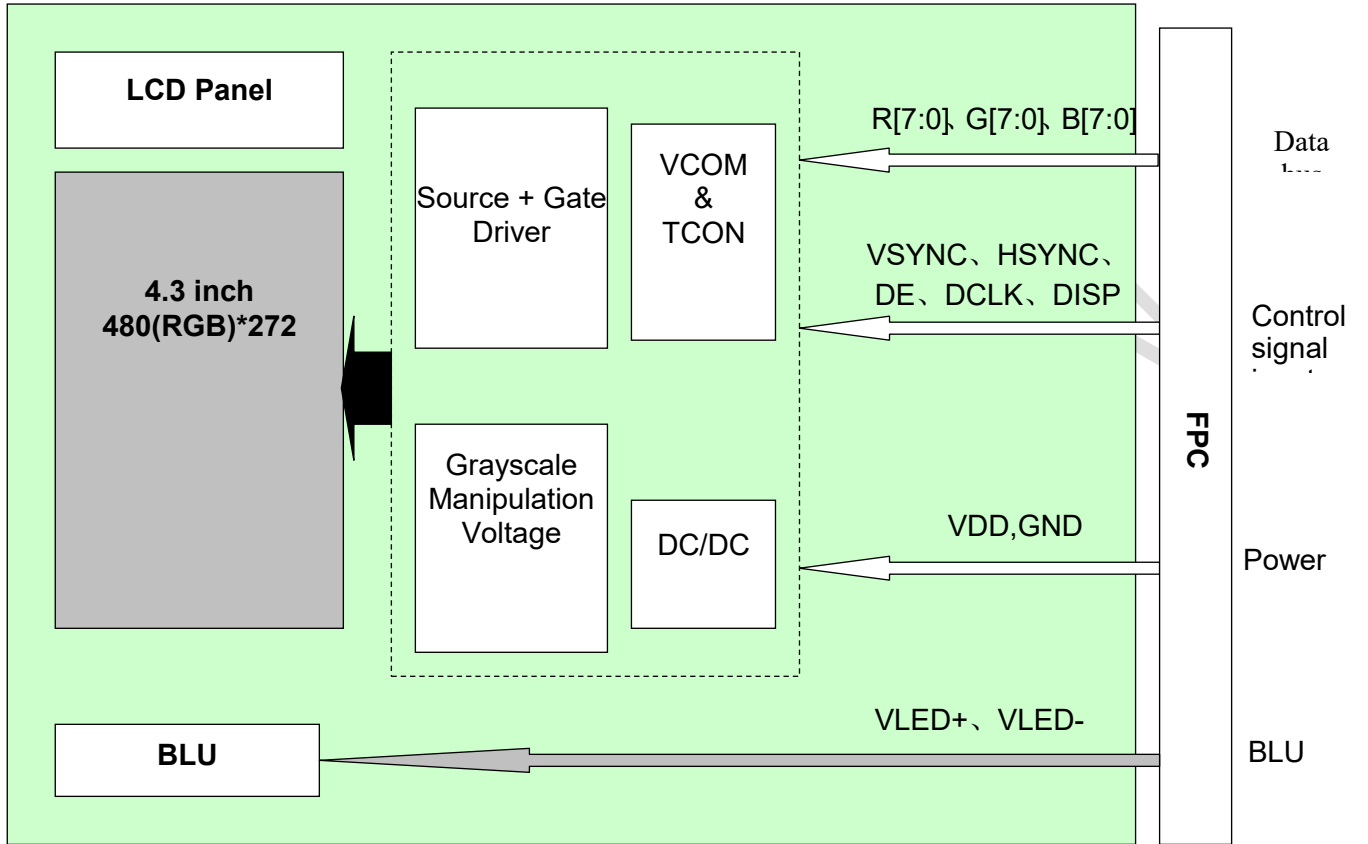 LCD Panel
4.3 inch
480(RGB)*272
Source + Gate
Driver
VCOM
&
TCON
Grayscale
Manipulation
Voltage
DC/DC
BLU
R[7:0]、G[7:0]、B[7:0]
VSYNC、HSYNC、
DE、DCLK、DISP
VDD,GND
VLED+、VLED-
FPC
Data
Control
signal
Power
BLU